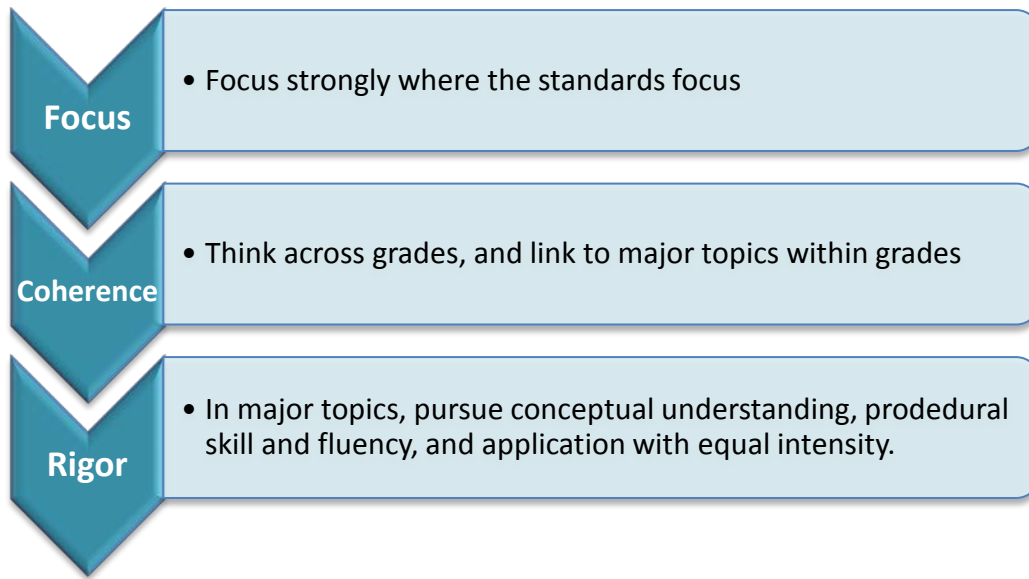 Focus
• Focus strongly where the standards focus
Coherence
• Think across grades, and link to major topics within grades
Rigor
• In major topics, pursue conceptual understanding, prodedural
skill and fluency, and application with equal intensity.